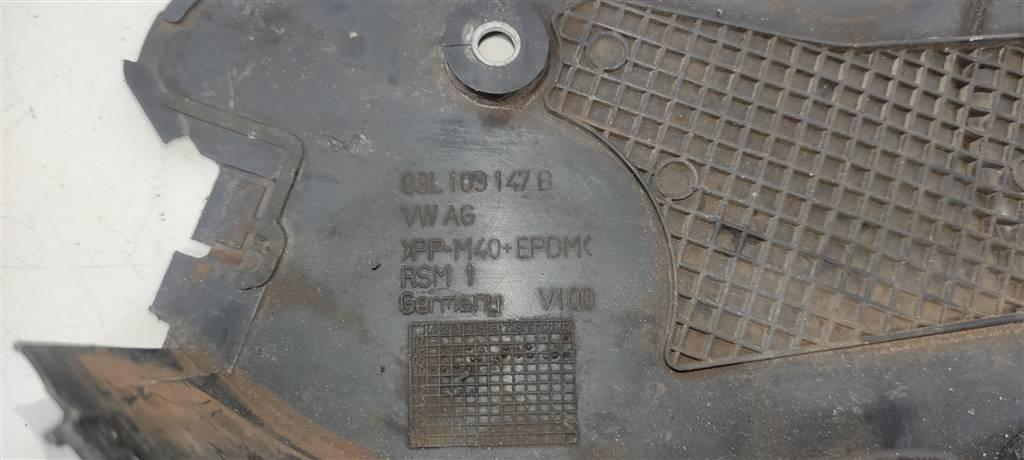 03L 109 147 B
VW AG
>PP-M40+EPDM<
RSM 1
Germany V100